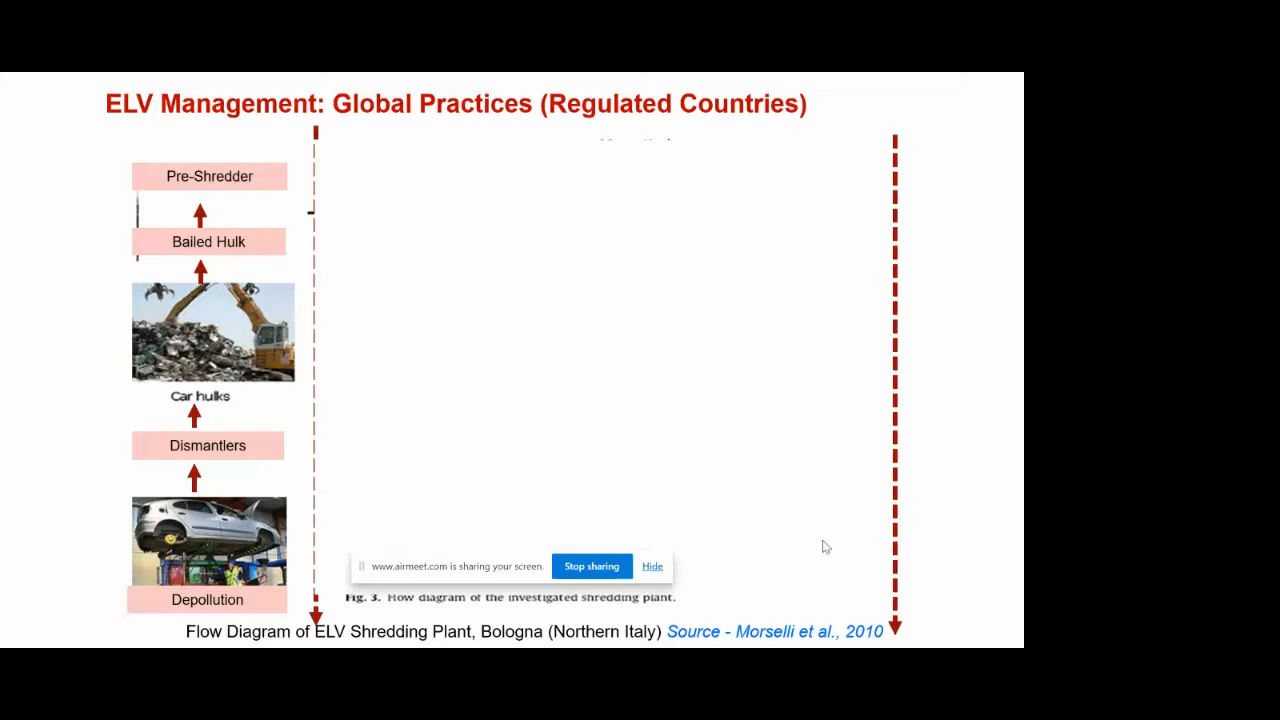 ELV Management: Global Practices (Regulated Countries)
Pre-Shredder
Bailed Hulk
Car hulks
Dismantlers
Depollution
www.airmeet.com is sharing your screen. Stop sharing Hide
Fig. 3. Flow diagram of the investigated shredding plant.
Flow Diagram of ELV Shredding Plant, Bologna (Northern Italy) Source - Morselli et al., 2010